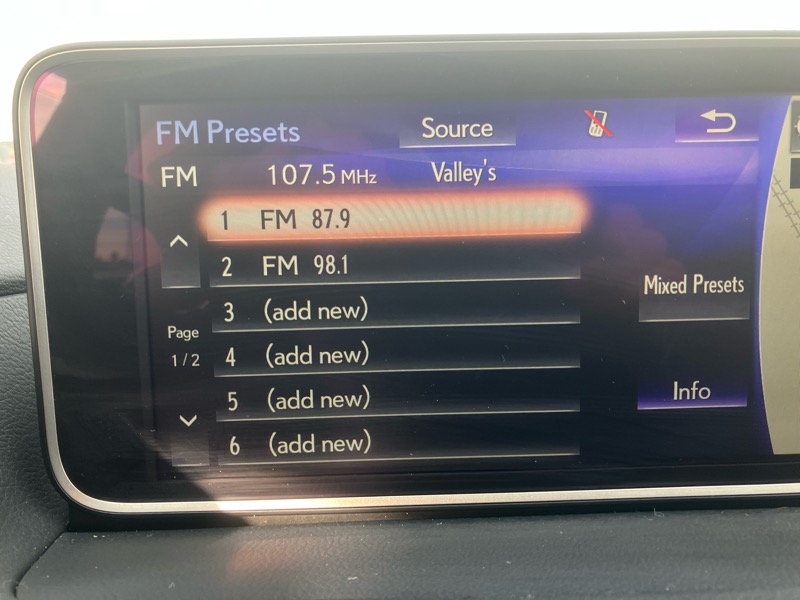 FM Presets
Source
FM 107.5 MHz Valley's
1 FM 87.9
2 FM 98.1
3 (add new)
4 (add new)
5 (add new)
6 (add new)
Page
1/2
Mixed Presets
Info